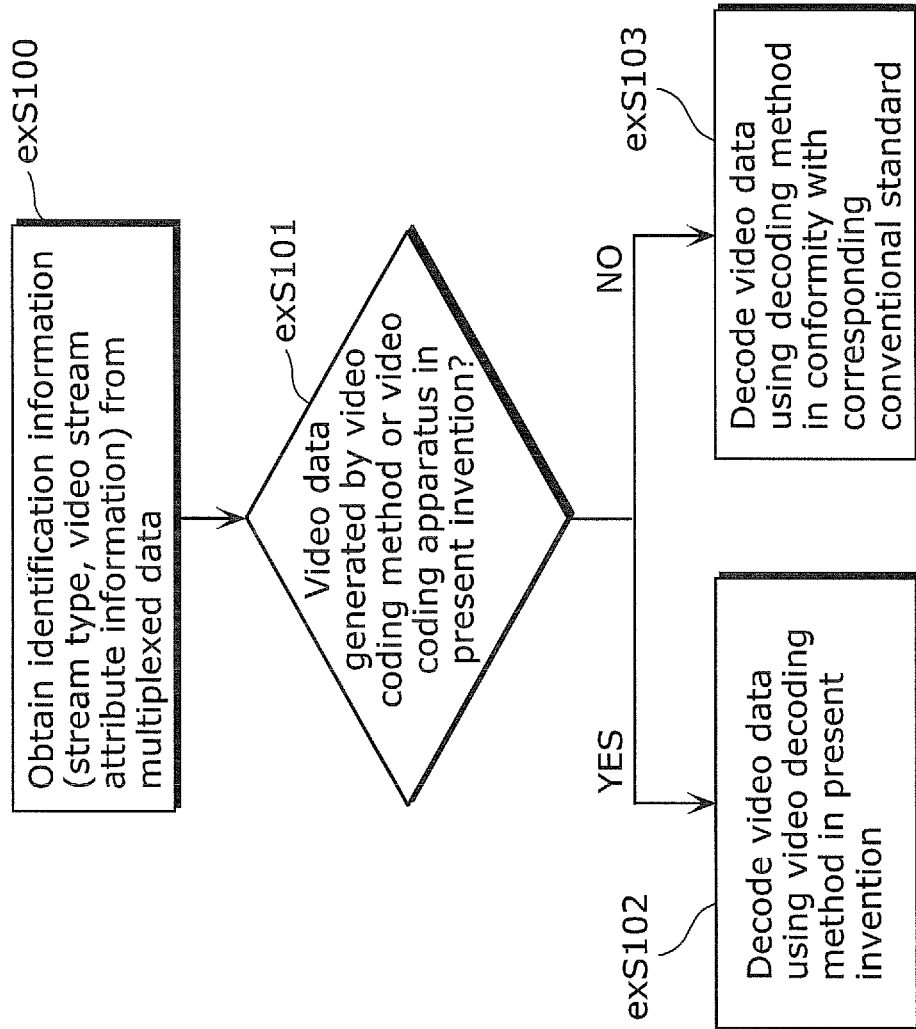 exS100
Obtain identification information
(stream type, video stream
attribute information) from
multiplexed data
exS101
Video data
generated by video
coding method or video
coding apparatus in
present invention?
YES
NO
exS102
Decode video data
using video decoding
method in present
invention
exS103
Decode video data
using decoding method
in conformity with
corresponding
conventional standard